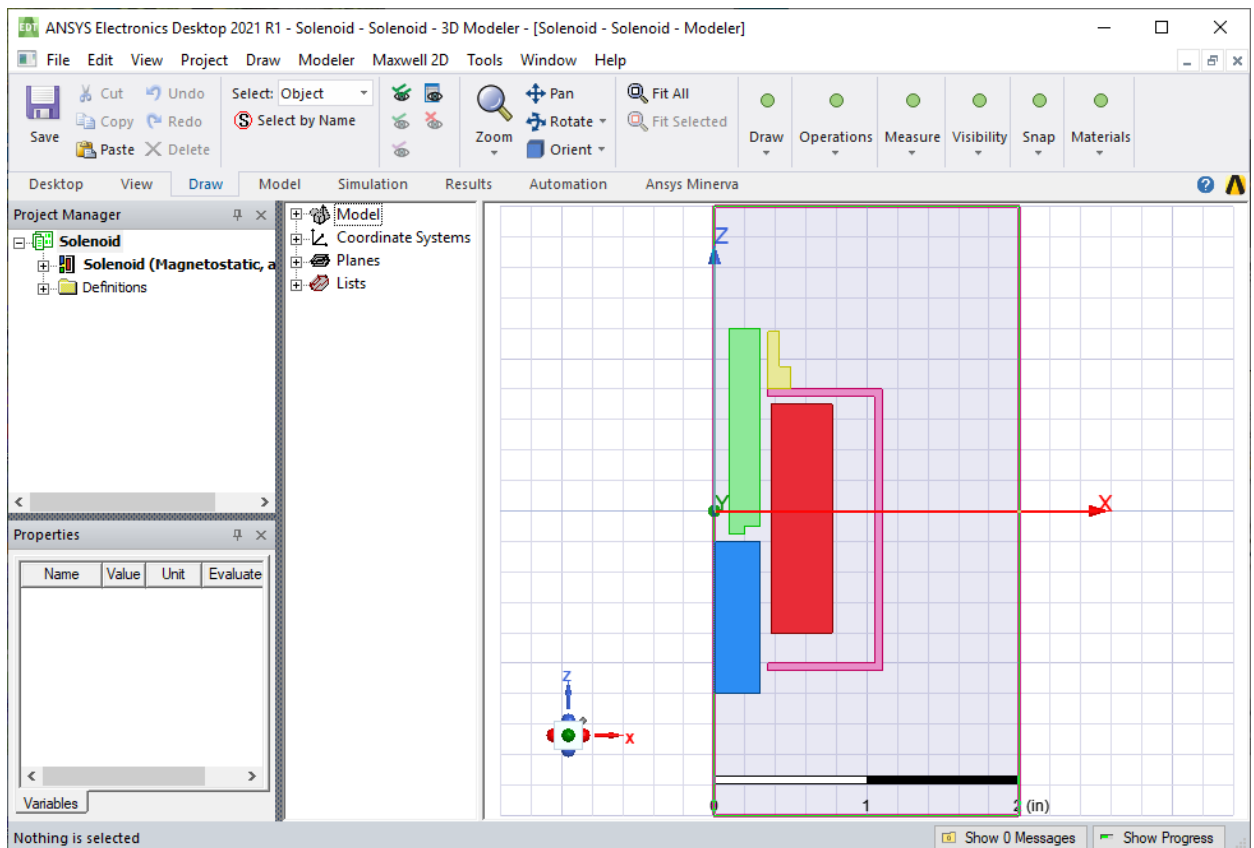 EDT ANSYS Electronics Desktop 2021 R1 - Solenoid - Solenoid - 3D Modeler - [Solenoid - Solenoid - Modeler]
File Edit View Project Draw Modeler Maxwell 2D Tools Window Help
Save
Cut
Copy
Paste
Undo
Redo
Delete
Select: Object
Select by Name
Zoom
Pan
Rotate
Orient
Fit All
Fit Selected
Draw
Operations
Measure
Visibility
Snap
Materials
Desktop View Draw Model Simulation Results Automation Ansys Minerva
Project Manager
Solenoid
Solenoid (Magnetostatic, a
Definitions
Model
Coordinate Systems
Planes
Lists
Properties
Name Value Unit Evaluate
Variables
Z
Y
X
Z
X
0 1 2 (in)
Nothing is selected
Show 0 Messages
Show Progress